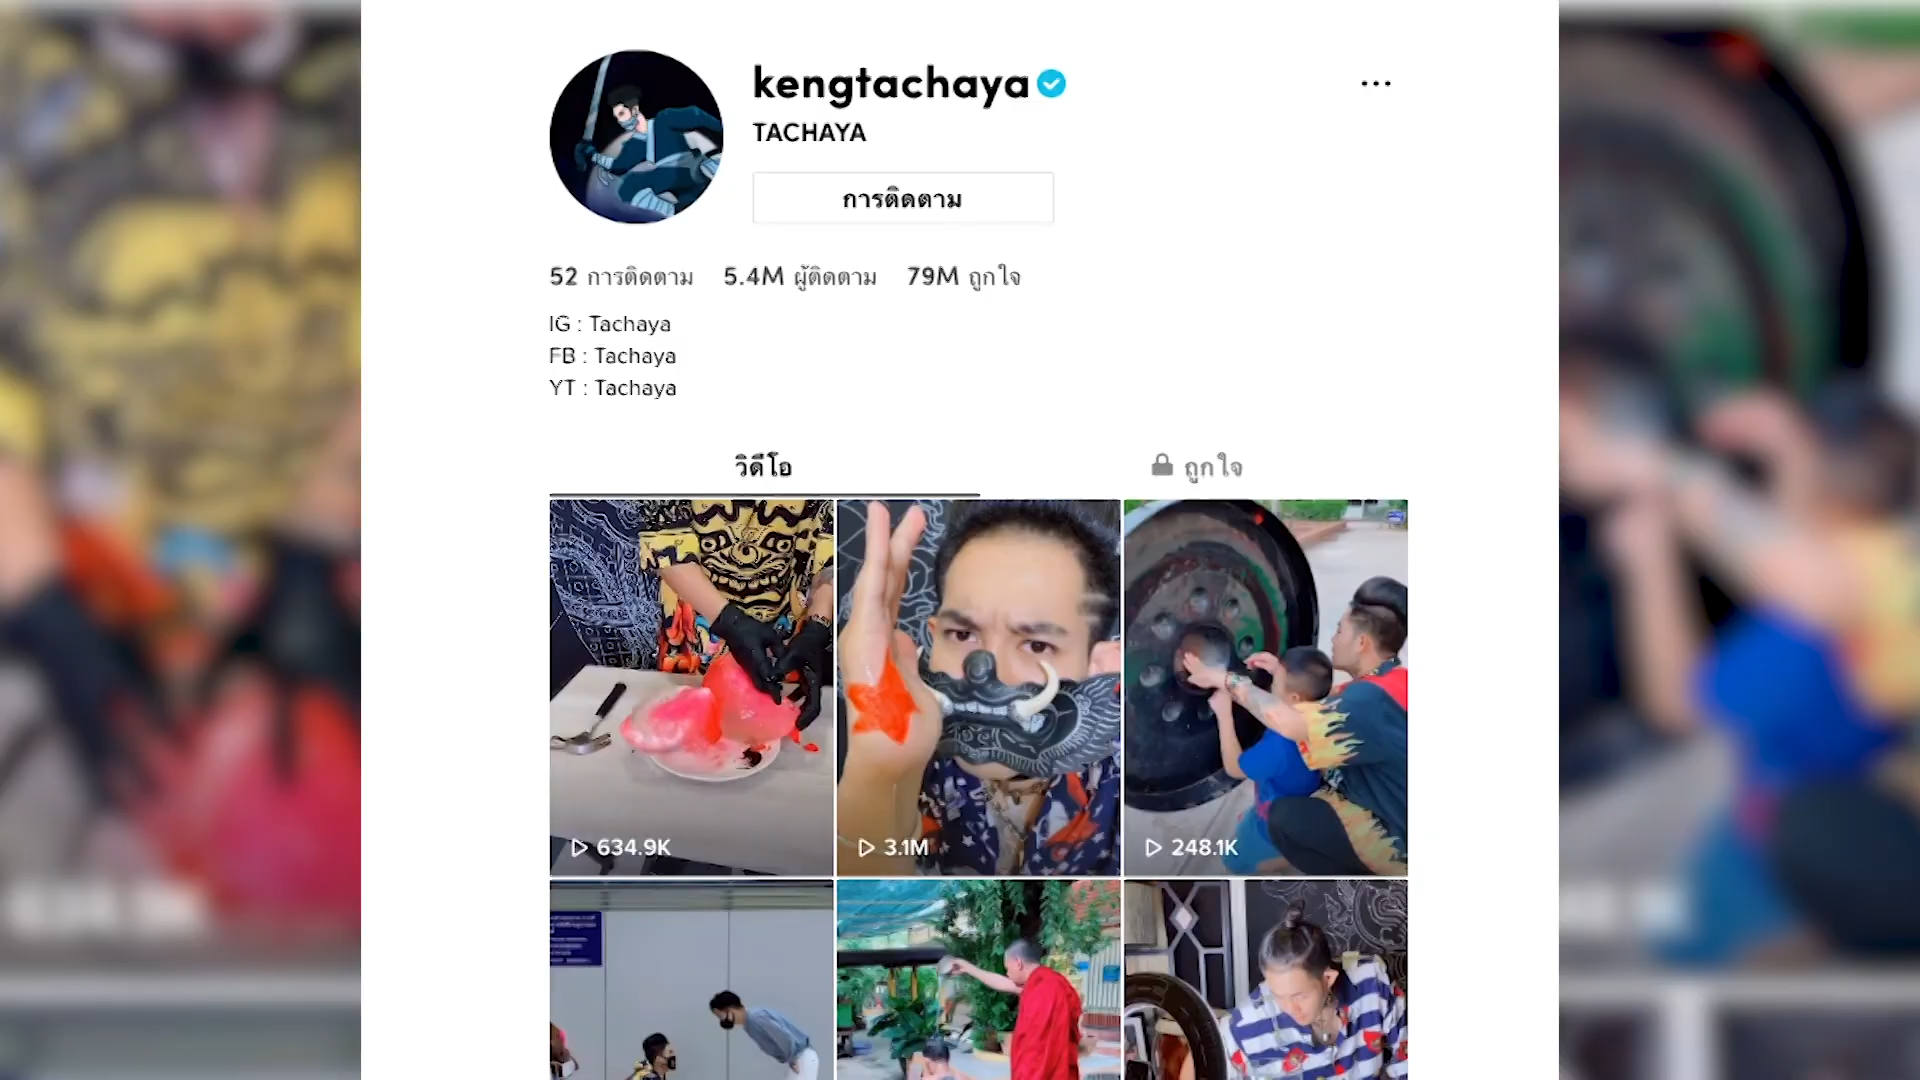 kengtachaya
TACHAYA
การติดตาม
52 การติดตาม 5.4M ผู้ติดตาม 79M ถูกใจ
IG : Tachaya
FB : Tachaya
YT : Tachaya
วิดีโอ
ถูกใจ
634.9K
3.1M
248.1K